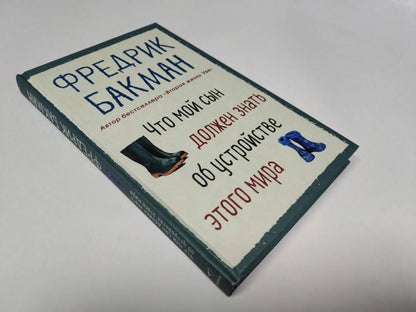 ФРЕДРИК
БАКМАН
Автор бестселлера «Вторая жизнь Уве»
Что мой сын
должен знать
об устройстве
этого мира